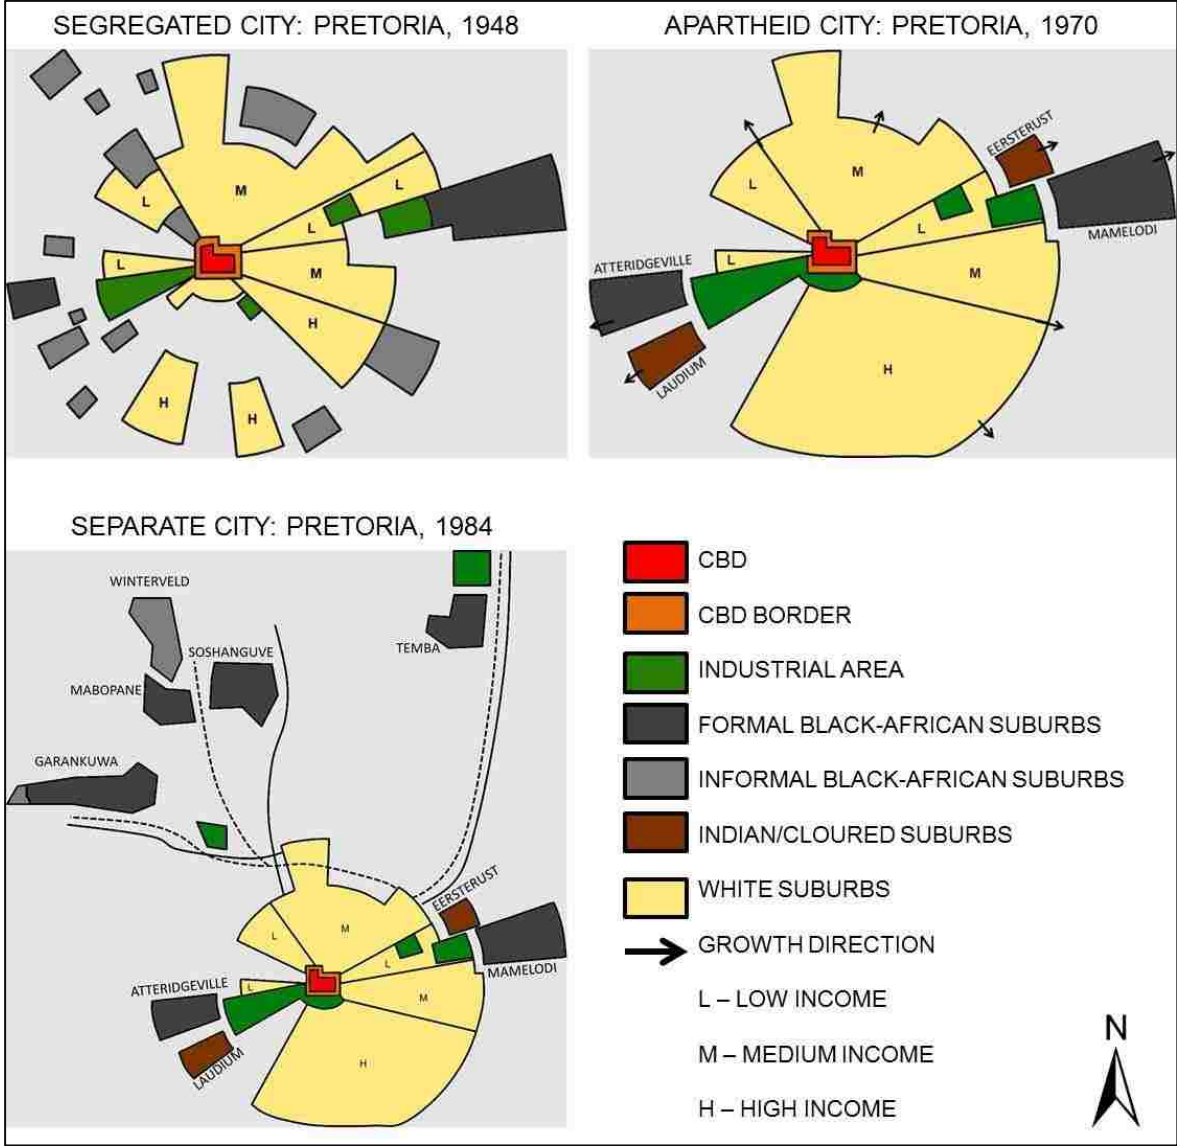 SEGREGATED CITY: PRETORIA, 1948
M
L
L
L
L
M
H
H
H
APARTHEID CITY: PRETORIA, 1970
EERSTERUST
M
L
L
MAMELODI
ATTERIDGEVILLE
L
M
LAUDIUM
H
SEPARATE CITY: PRETORIA, 1984
WINTERVELD
SOSHANGUVE
TEMBA
MABOPANE
GARANKUWA
EERSTERUST
M
L
L
MAMELODI
ATTERIDGEVILLE
L
M
LAUDIUM
H
CBD
CBD BORDER
INDUSTRIAL AREA
FORMAL BLACK-AFRICAN SUBURBS
INFORMAL BLACK-AFRICAN SUBURBS
INDIAN/CLOURED SUBURBS
WHITE SUBURBS
GROWTH DIRECTION
L – LOW INCOME
M – MEDIUM INCOME
H – HIGH INCOME
N